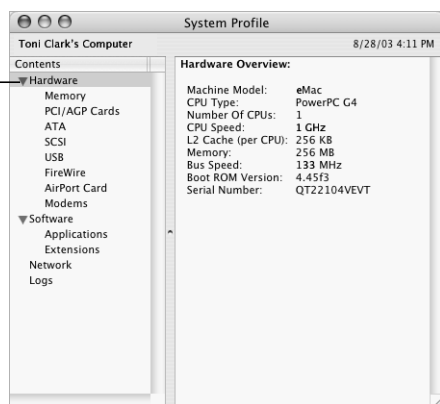 System Profile
Toni Clark's Computer 8/28/03 4:11 PM
Contents
Hardware
Memory
PCI/AGP Cards
ATA
SCSI
USB
FireWire
AirPort Card
Modems
Software
Applications
Extensions
Network
Logs
Hardware Overview:
Machine Model: eMac
CPU Type: PowerPC G4
Number Of CPUs: 1
CPU Speed: 1 GHz
L2 Cache (per CPU): 256 KB
Memory: 256 MB
Bus Speed: 133 MHz
Boot ROM Version: 4.45f3
Serial Number: QT22104VEVT